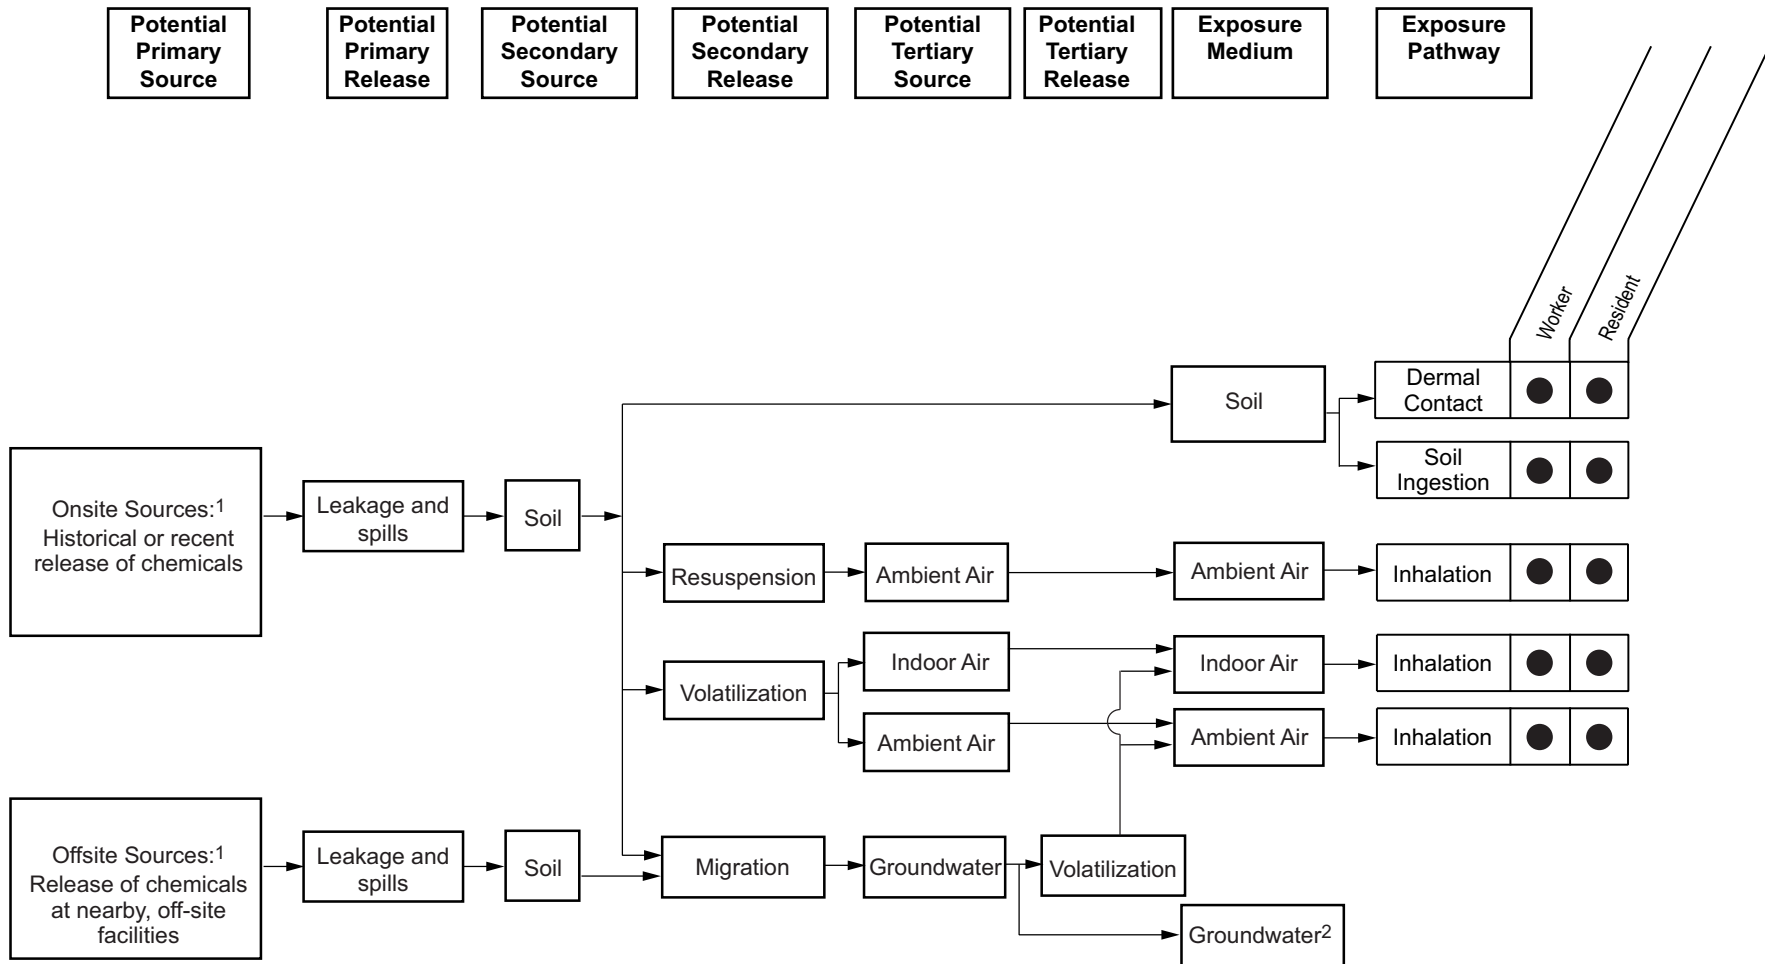 Potential
Primary
Source
Potential
Primary
Release
Potential
Secondary
Source
Potential
Secondary
Release
Potential
Tertiary
Source
Potential
Tertiary
Release
Exposure
Medium
Exposure
Pathway
Worker
Resident
Soil
Dermal
Contact
Soil
Ingestion
Onsite Sources:1
Historical or recent
release of chemicals
Leakage and
spills
Soil
Resuspension
Ambient Air
Ambient Air
Inhalation
Volatilization
Indoor Air
Indoor Air
Inhalation
Ambient Air
Ambient Air
Inhalation
Offsite Sources:1
Release of chemicals
at nearby, off-site
facilities
Leakage and
spills
Soil
Migration
Groundwater
Volatilization
Groundwater2